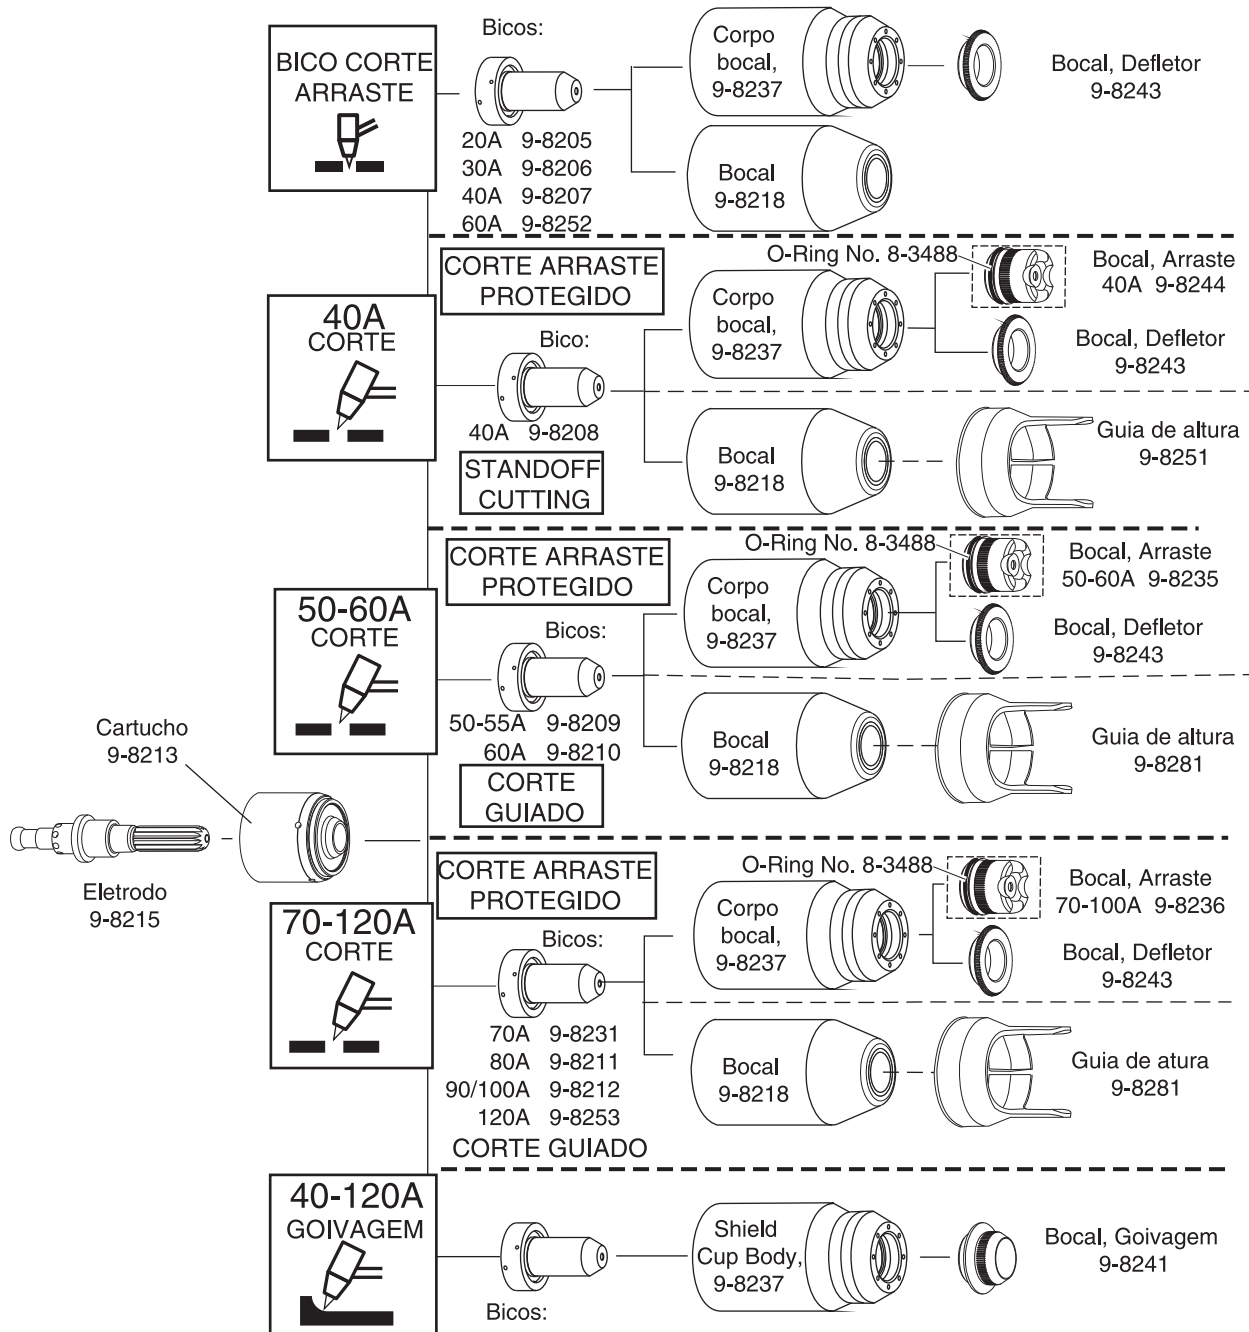 Bicos:
BICO CORTE
ARRASTE
20A 9-8205
30A 9-8206
40A 9-8207
60A 9-8252
Corpo
bocal,
9-8237
Bocal, Defletor
9-8243
Bocal
9-8218
CORTE ARRASTE
PROTEGIDO
40A
CORTE
Bico:
40A 9-8208
STANDOFF
CUTTING
O-Ring No. 8-3488
Corpo
bocal,
9-8237
Bocal, Arraste
40A 9-8244
Bocal, Defletor
9-8243
Bocal
9-8218
Guia de altura
9-8251
CORTE ARRASTE
PROTEGIDO
50-60A
CORTE
Bicos:
50-55A 9-8209
60A 9-8210
CORTE
GUIADO
O-Ring No. 8-3488
Corpo
bocal,
9-8237
Bocal, Arraste
50-60A 9-8235
Bocal, Defletor
9-8243
Bocal
9-8218
Guia de altura
9-8281
Cartucho
9-8213
Eletrodo
9-8215
CORTE ARRASTE
PROTEGIDO
70-120A
CORTE
Bicos:
70A 9-8231
80A 9-8211
90/100A 9-8212
120A 9-8253
CORTE GUIADO
O-Ring No. 8-3488
Corpo
bocal,
9-8237
Bocal, Arraste
70-100A 9-8236
Bocal, Defletor
9-8243
Bocal
9-8218
Guia de atura
9-8281
40-120A
GOIVAGEM
Bicos:
Shield
Cup Body,
9-8237
Bocal, Goivagem
9-8241